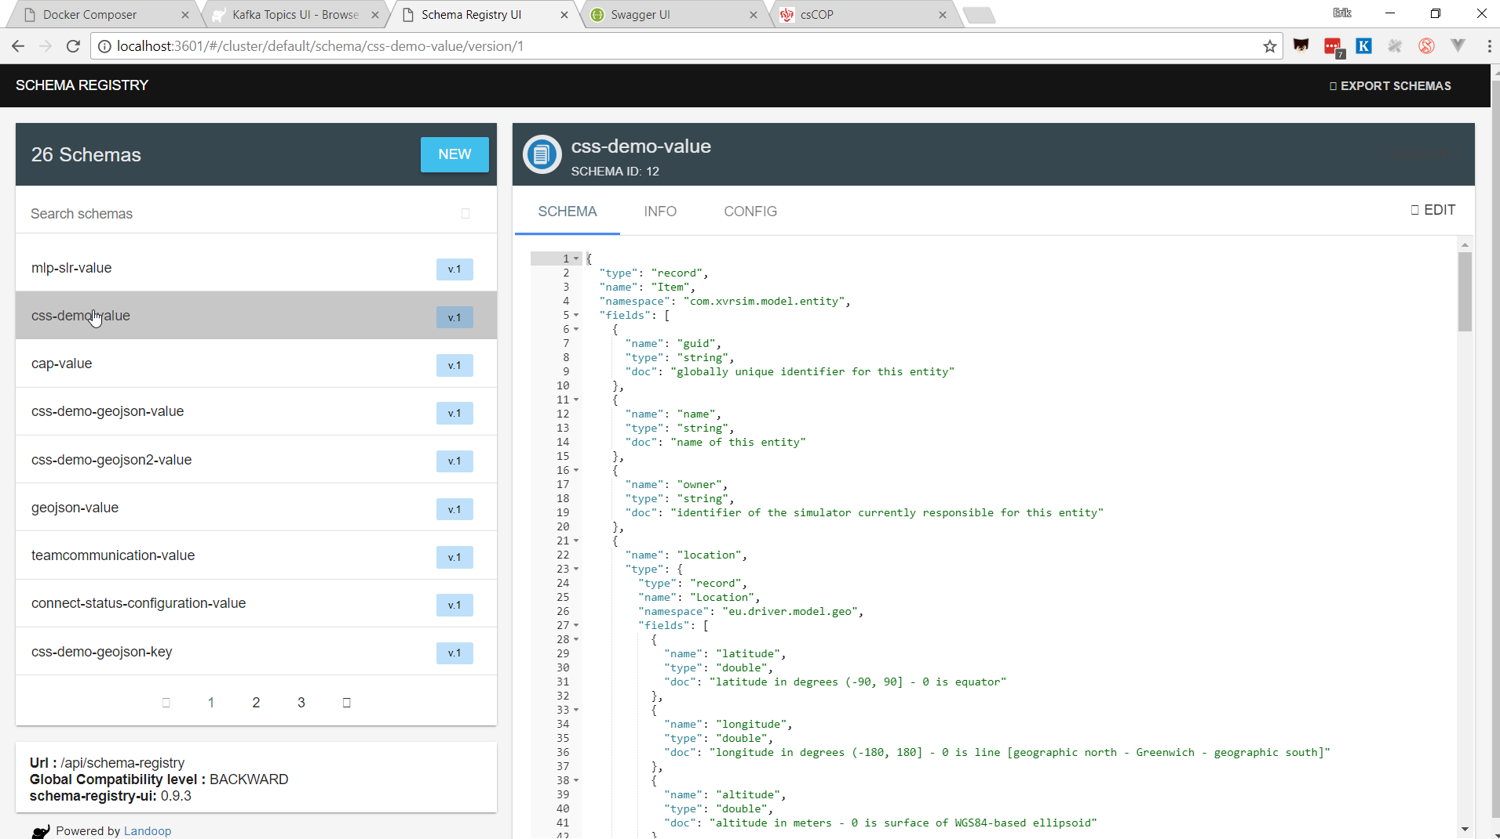 Docker Composer
Kafka Topics UI - Browse
Schema Registry UI
Swagger UI
csCOP
Erik
localhost:3601/#/cluster/default/schema/css-demo-value/version/1
7
K
SCHEMA REGISTRY
EXPORT SCHEMAS
26 Schemas
NEW
Search schemas
mlp-slr-value
v.1
css-demo-value
v.1
cap-value
v.1
css-demo-geojson-value
v.1
css-demo-geojson2-value
v.1
geojson-value
v.1
teamcommunication-value
v.1
connect-status-configuration-value
v.1
css-demo-geojson-key
v.1
1 2 3
Url : /api/schema-registry
Global Compatibility level : BACKWARD
schema-registry-ui: 0.9.3
Powered by Landoop
css-demo-value
SCHEMA ID: 12
SCHEMA INFO CONFIG
EDIT
1 {
2 "type": "record",
3 "name": "Item",
4 "namespace": "com.xvrsim.model.entity",
5 "fields": [
6 {
7 "name": "guid",
8 "type": "string",
9 "doc": "globally unique identifier for this entity"
10 },
11 {
12 "name": "name",
13 "type": "string",
14 "doc": "name of this entity"
15 },
16 {
17 "name": "owner",
18 "type": "string",
19 "doc": "identifier of the simulator currently responsible for this entity"
20 },
21 {
22 "name": "location",
23 "type": {
24 "type": "record",
25 "name": "Location",
26 "namespace": "eu.driver.model.geo",
27 "fields": [
28 {
29 "name": "latitude",
30 "type": "double",
31 "doc": "latitude in degrees (-90, 90] - 0 is equator"
32 },
33 {
34 "name": "longitude",
35 "type": "double",
36 "doc": "longitude in degrees (-180, 180] - 0 is line [geographic north - Greenwich - geographic south]"
37 },
38 {
39 "name": "altitude",
40 "type": "double",
41 "doc": "altitude in meters - 0 is surface of WGS84-based ellipsoid"
42 }